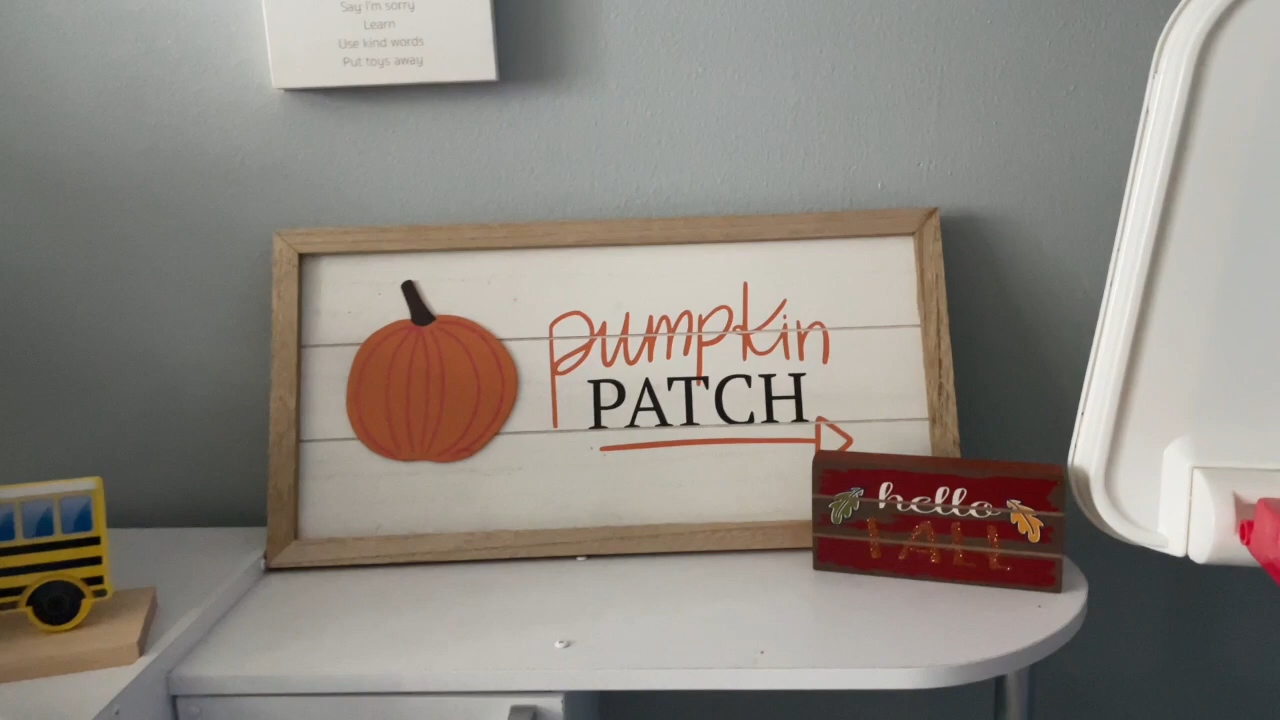 Say I'm sorry
Learn
Use kind words
Put toys away
pumpkin
PATCH
hello
FALL